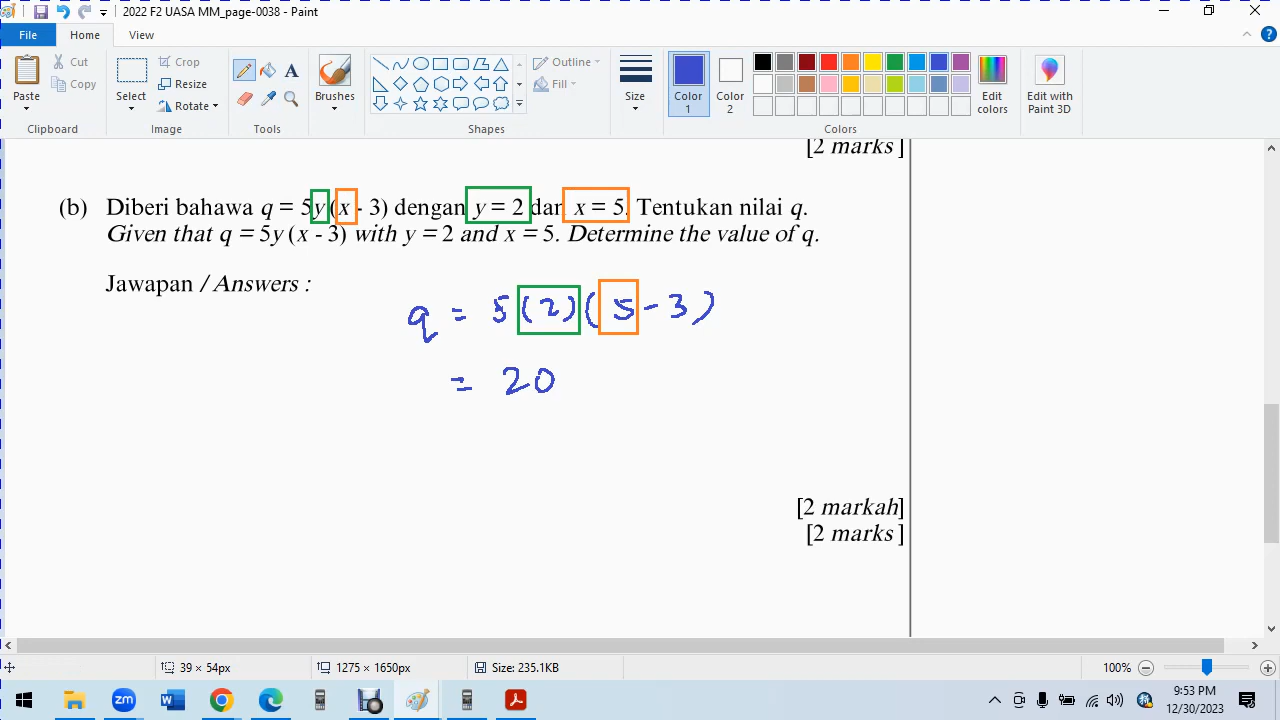 2022 F2 UASA MM_page-0038 - Paint
File Home View
Cut
Copy
Paste
Clipboard
Select
Crop
Resize
Rotate
Image
A
Tools
Brushes
Shapes
Outline
Fill
Size
Color 1
Color 2
Edit colors
Colors
Edit with Paint 3D
[2 marks ]
(b) Diberi bahawa q = 5y (x - 3) dengan y = 2 dan x = 5. Tentukan nilai q.
Given that q = 5y (x - 3) with y = 2 and x = 5. Determine the value of q.
Jawapan / Answers :
q = 5 (2) ( 5 - 3 )
= 20
[2 markah]
[2 marks ]
39 × 54px 1275 × 1650px Size: 235.1KB 100%
zm W
9:53 PM
12/30/2023